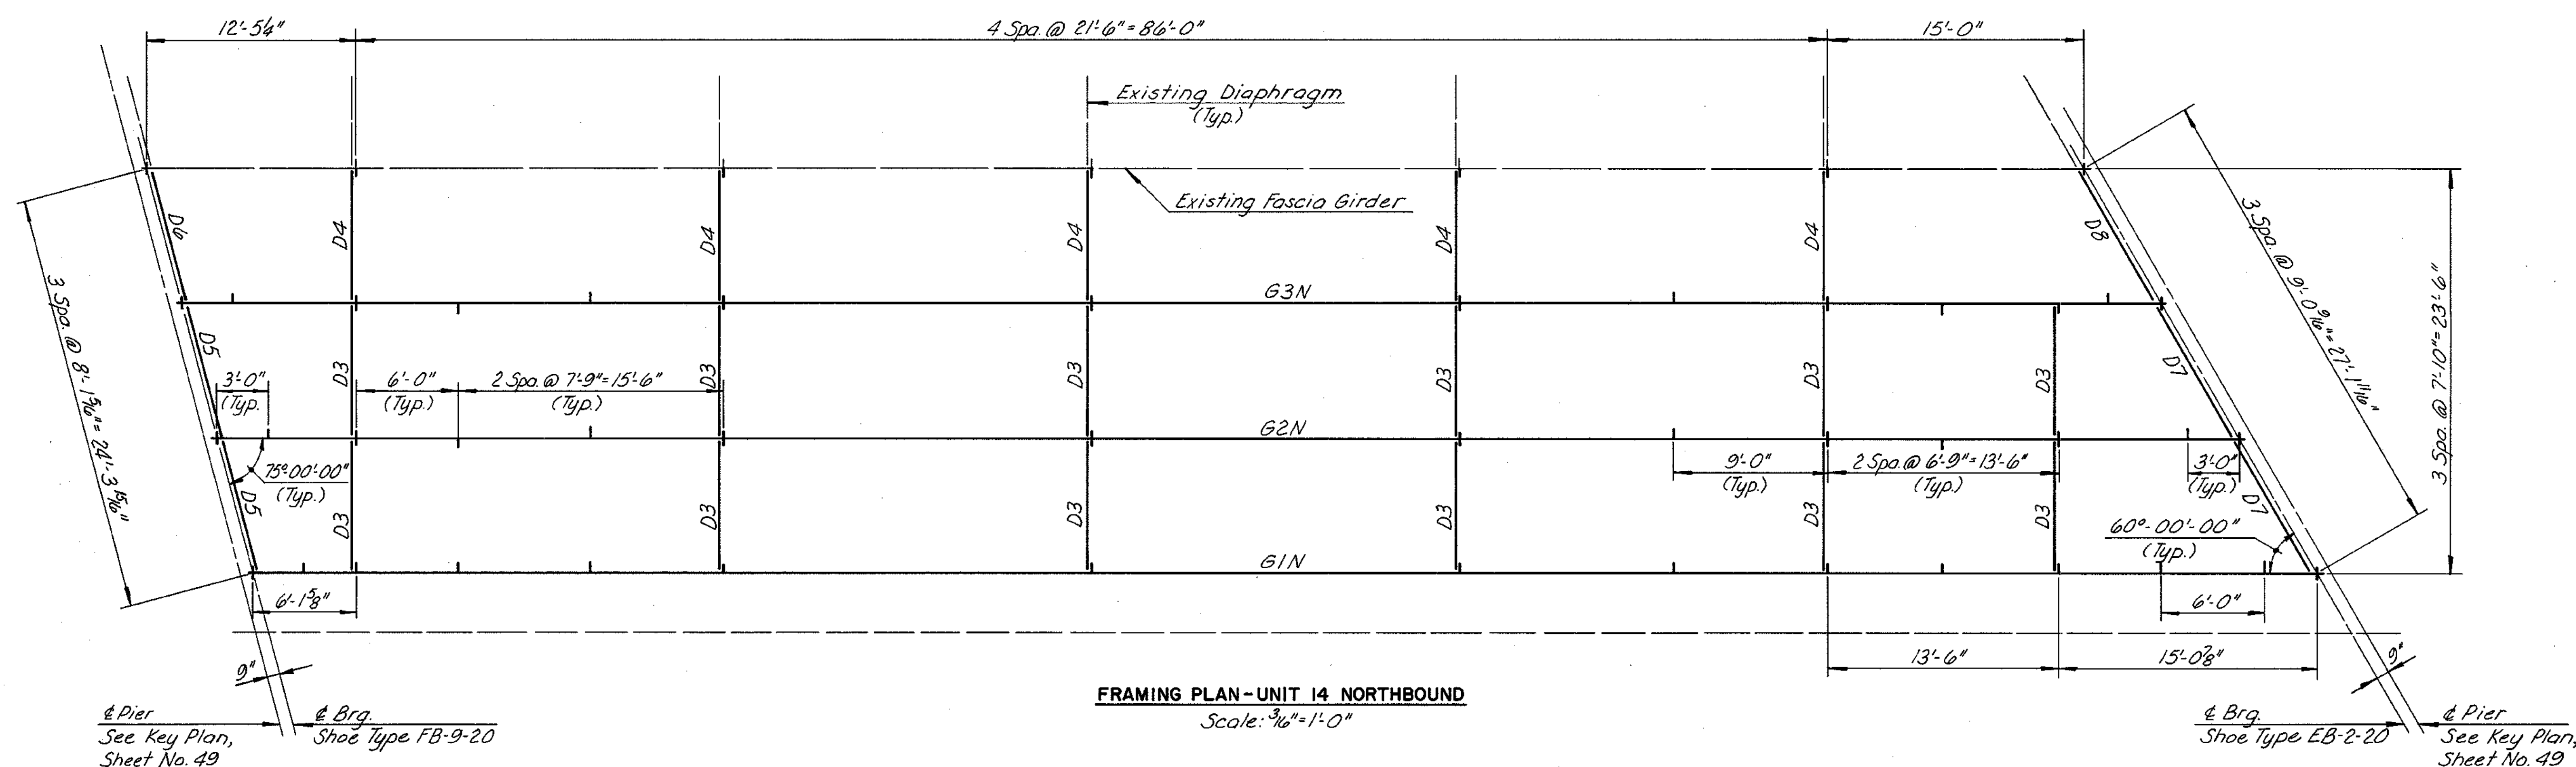 12'-5¼"
4 Spa. @ 21'-6" = 86'-0"
15'-0"
Existing Diaphragm
(Typ.)
Existing Fascia Girder
D6
D4
D4
D4
D4
D4
D8
3 Spa. @ 9'-0 9/16" = 27'-1 11/16"
3 Spa. @ 7'-10" = 23'-6"
3 Spa. @ 8'-1 5/16" = 24'-3 15/16"
G3N
D5
D3
D3
D3
D3
D3
D3
D7
3'-0"
(Typ.
6'-0"
(Typ.)
2 Spa. @ 7'-9" = 15'-6"
(Typ.)
G2N
75°-00'-00"
(Typ.)
9'-0"
(Typ.)
2 Spa. @ 6'-9" = 13'-6"
(Typ.)
3'-0"
(Typ.)
D5
D3
D3
D3
D3
D3
D3
D7
60°-00'-00"
(Typ.)
G1N
6'-1⅝"
6'-0"
13'-6"
15'-0⅞"
9"
9"
FRAMING PLAN-UNIT 14 NORTHBOUND
Scale: 3/16" = 1'-0"
℄ Pier
See Key Plan,
Sheet No. 49
℄ Brg.
Shoe Type FB-9-20
℄ Brg.
Shoe Type EB-2-20
℄ Pier
See Key Plan,
Sheet No. 49